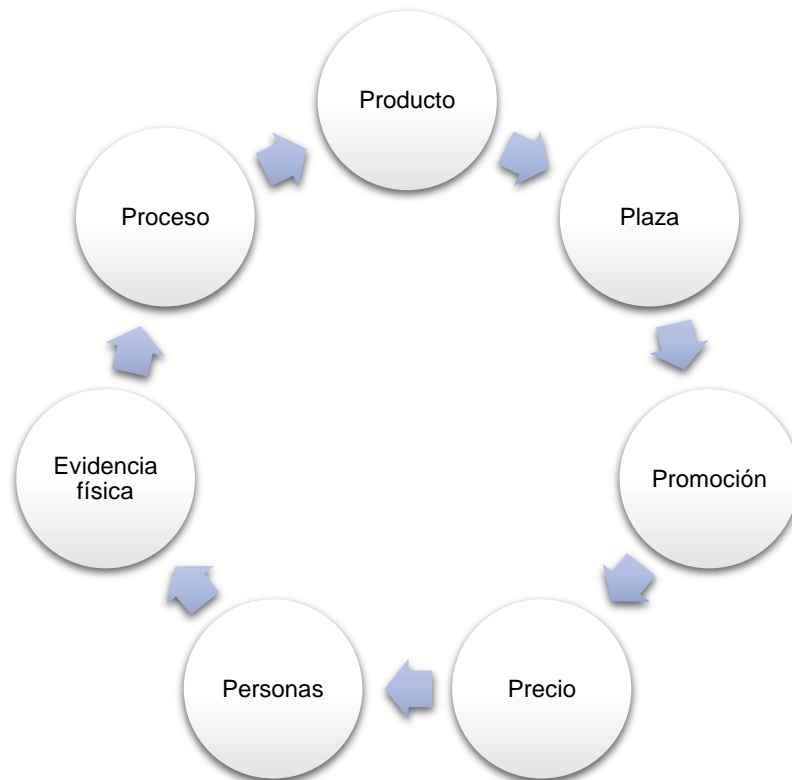 Producto
Plaza
Promoción
Precio
Personas
Evidencia
física
Proceso